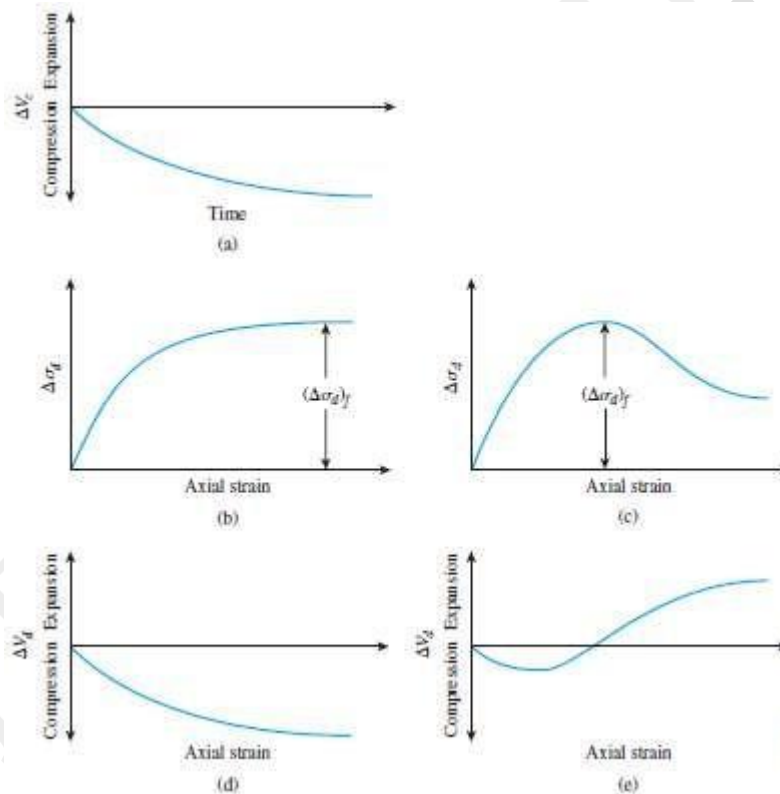 ΔV_c
Compression Expansion
Time
(a)
Δσ_d
(Δσ_d)_f
Axial strain
(b)
Δσ_d
(Δσ_d)_f
Axial strain
(c)
ΔV_d
Compression Expansion
Axial strain
(d)
ΔV_d
Compression Expansion
Axial strain
(e)